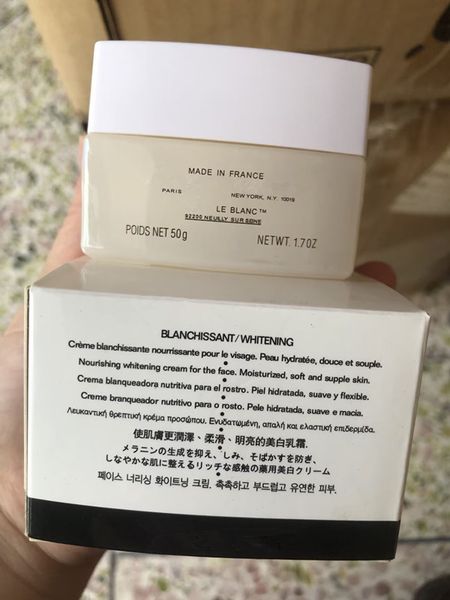 MADE IN FRANCE
PARIS NEW YORK, N.Y. 10019
LE BLANC™
92200 NEUILLY SUR SEINE
POIDS NET 50g NET WT. 1.7 OZ
BLANCHISSANT/WHITENING
Crème blanchissante nourrissante pour le visage. Peau hydratée, douce et souple.
Nourishing whitening cream for the face. Moisturized, soft and supple skin.
Crema blanqueadora nutritiva para el rostro. Piel hidratada, suave y flexible.
Creme branqueador nutritivo para o rosto. Pele hidratada, suave e macia.
Λευκαντική θρεπτική κρέμα προσώπου. Ενυδατωμένη, απαλή και ελαστική επιδερμίδα.
使肌膚更潤澤、柔滑、明亮的美白乳霜.
メラニンの生成を抑え、しみ、そばかすを防ぎ、
しなやかな肌に整えるリッチな感触の薬用美白クリーム
페이스 너리싱 화이트닝 크림. 촉촉하고 부드럽고 유연한 피부.